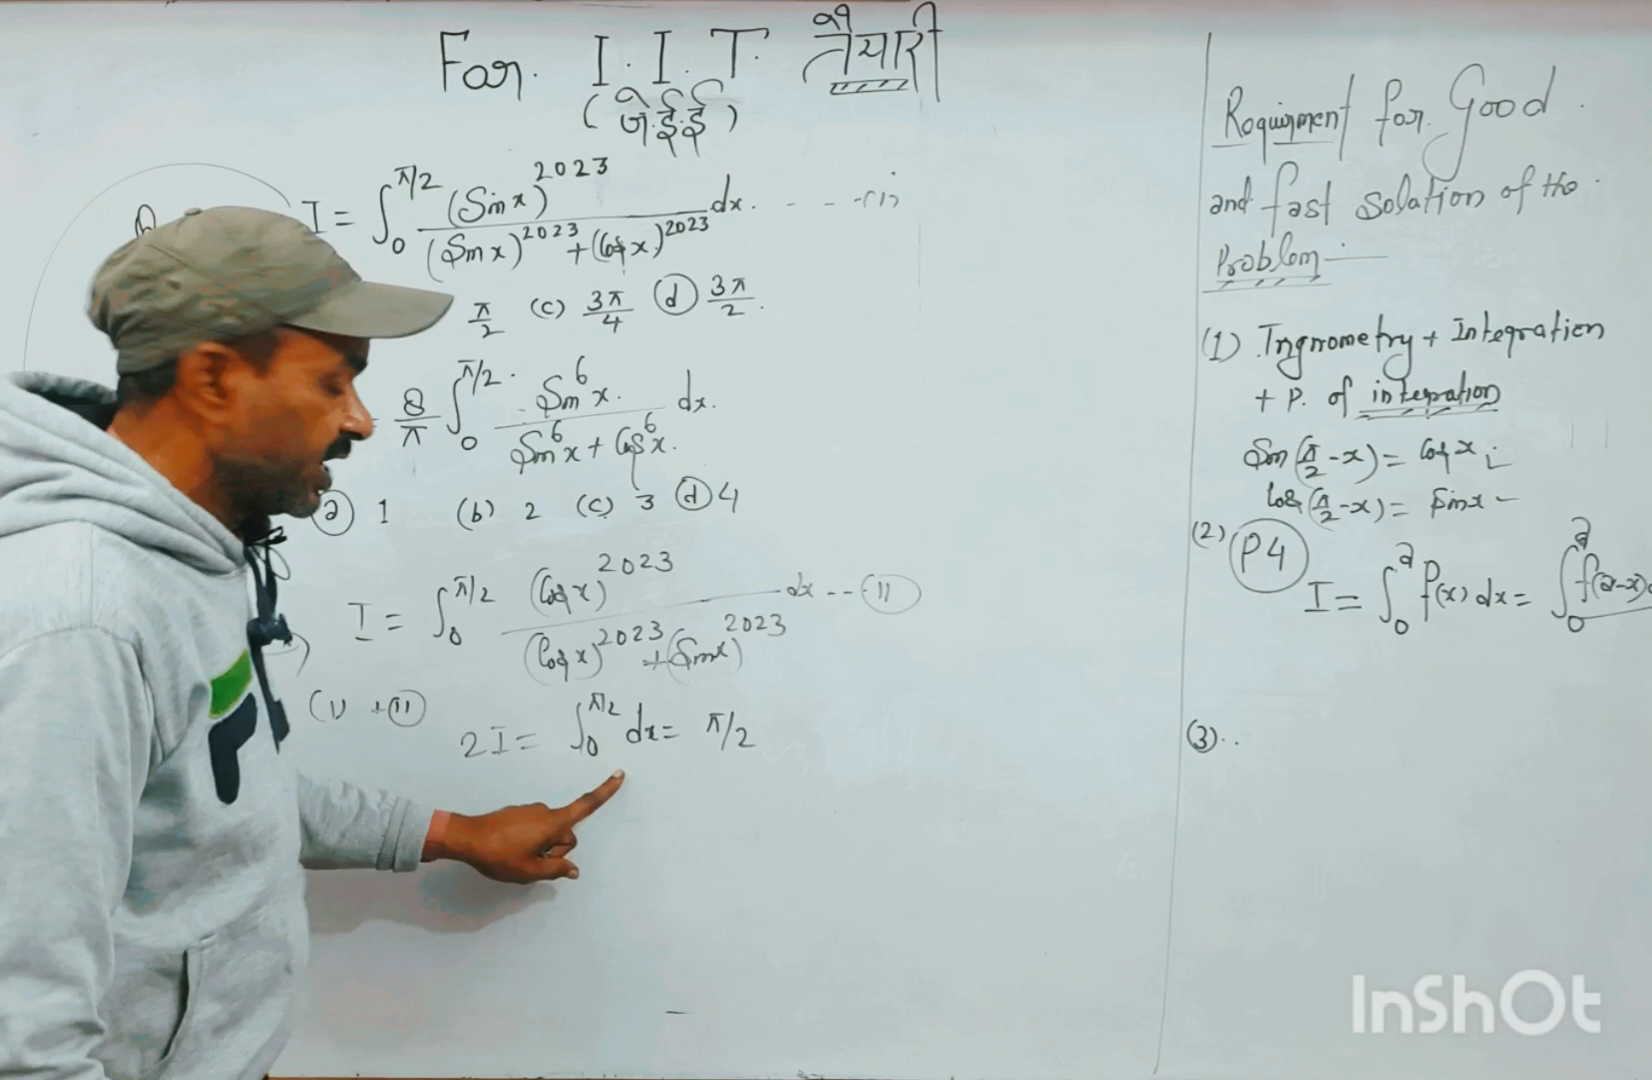 For. I. I. T. तैयारी
(जे.ई.ई)
I = ∫₀^π/2 (Sin x)^2023 / ((Sin x)^2023 + (Cos x)^2023) dx. - - - (i)
π/2 (c) 3π/4 (d) 3π/2.
8/π ∫₀^π/2. Sin⁶x. / (Sin⁶x + Cos⁶x.) dx.
(a) 1 (b) 2 (c) 3 (d) 4
I = ∫₀^π/2 (Cos x)^2023 / ((Cos x)^2023 + (Sin x)^2023) dx - - (ii)
(i) + (ii)
2I = ∫₀^π/2 dx = π/2
Roquirment for. Good.
and fast solation of the.
Problem
(1) Trgnometry + Integration
+ P. of integration
Sin(π/2 - x) = Cos x ;
Cos(π/2 - x) = Sin x -
(2) P4
I = ∫₀^a f(x) dx = ∫₀^a f(a-x)
(3)..
InShOt